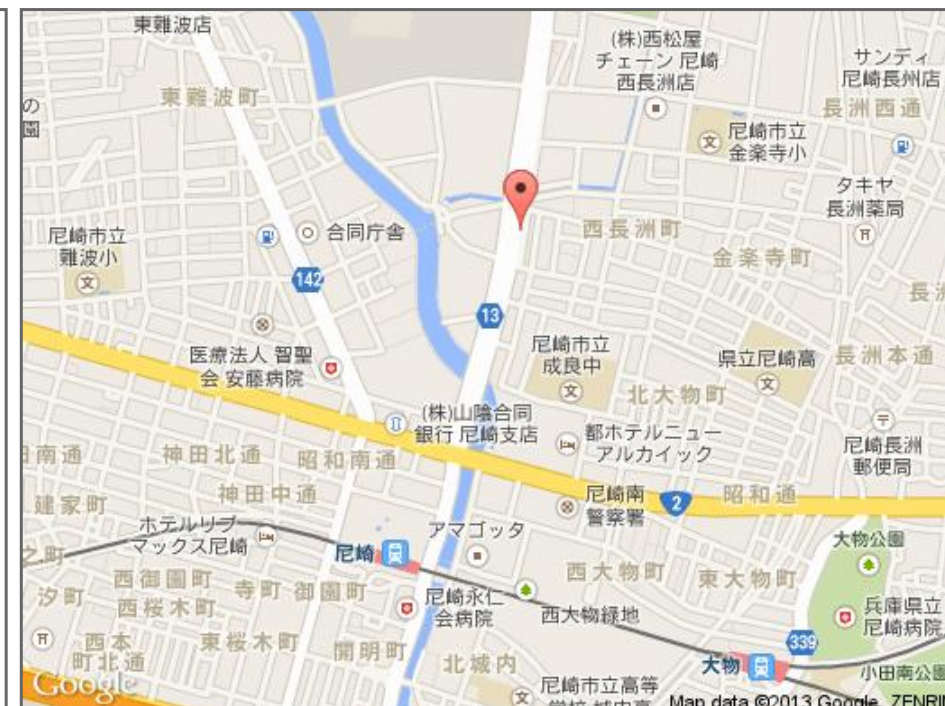 東難波店
(株)西松屋
チェーン 尼崎
西長洲店
サンディ
尼崎長州店
の
園
東難波町
長洲西通
尼崎市立
金楽寺小
タキヤ
長洲薬局
尼崎市立
難波小
合同庁舎
西長洲町
金楽寺町
142
長洲
13
医療法人 智聖
会 安藤病院
尼崎市立
成良中
県立尼崎高
長洲本通
北大物町
(株)山陰合同
銀行 尼崎支店
都ホテルニュー
アルカイック
尼崎長洲
郵便局
南通
神田北通
昭和南通
建家町
神田中通
尼崎南
警察署
2
昭和通
ホテルリブ
マックス尼崎
アマゴッタ
尼崎
大物公園
之町
西御園町
寺町
御園町
西大物町
東大物町
汐町
西桜木町
尼崎永仁
会病院
西大物緑地
兵庫県立
尼崎病院
西本
町北通
東桜木町
開明町
北城内
339
大物
小田南公園
Google
尼崎市立高等
Map data ©2013 Google, ZENRI